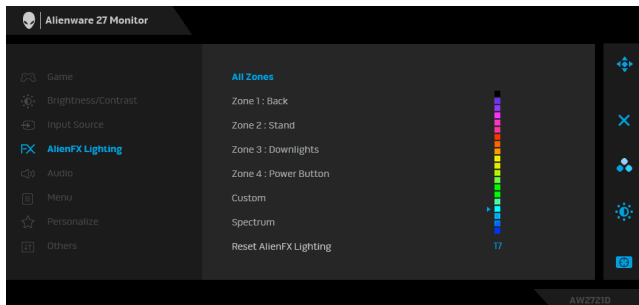 Alienware 27 Monitor
Game
Brightness/Contrast
Input Source
FX AlienFX Lighting
Audio
Menu
Personalize
Others
All Zones
Zone 1 : Back
Zone 2 : Stand
Zone 3 : Downlights
Zone 4 : Power Button
Custom
Spectrum
Reset AlienFX Lighting
17
AW2721D